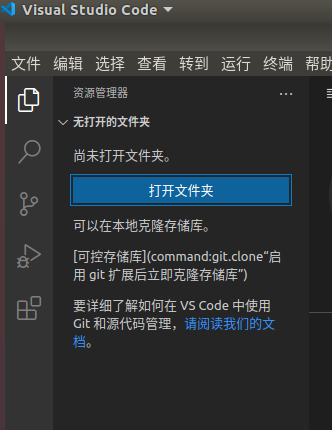 Visual Studio Code
文件 编辑 选择 查看 转到 运行 终端 帮助
资源管理器
无打开的文件夹
尚未打开文件夹。
打开文件夹
可以在本地克隆存储库。
[可控存储库](command:git.clone“启
用 git 扩展后立即克隆存储库”)
要详细了解如何在 VS Code 中使用
Git 和源代码管理，请阅读我们的文
档。